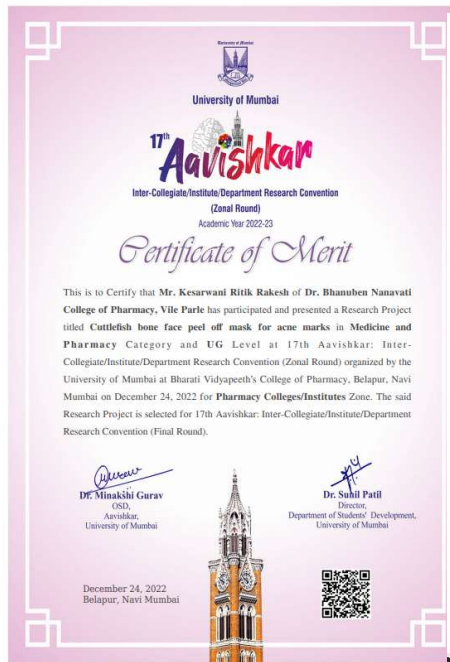 University of Mumbai
University of Mumbai
17th Aavishkar
Inter-Collegiate/Institute/Department Research Convention
(Zonal Round)
Academic Year 2022-23
Certificate of Merit
This is to Certify that Mr. Kesarwani Ritik Rakesh of Dr. Bhanuben Nanavati
College of Pharmacy, Vile Parle has participated and presented a Research Project
titled Cuttlefish bone face peel off mask for acne marks in Medicine and
Pharmacy Category and UG Level at 17th Aavishkar: Inter-
Collegiate/Institute/Department Research Convention (Zonal Round) organized by the
University of Mumbai at Bharati Vidyapeeth's College of Pharmacy, Belapur, Navi
Mumbai on December 24, 2022 for Pharmacy Colleges/Institutes Zone. The said
Research Project is selected for 17th Aavishkar: Inter-Collegiate/Institute/Department
Research Convention (Final Round).
Dr. Minakshi Gurav
OSD,
Aavishkar,
University of Mumbai
Dr. Sunil Patil
Director,
Department of Students' Development,
University of Mumbai
December 24, 2022
Belapur, Navi Mumbai